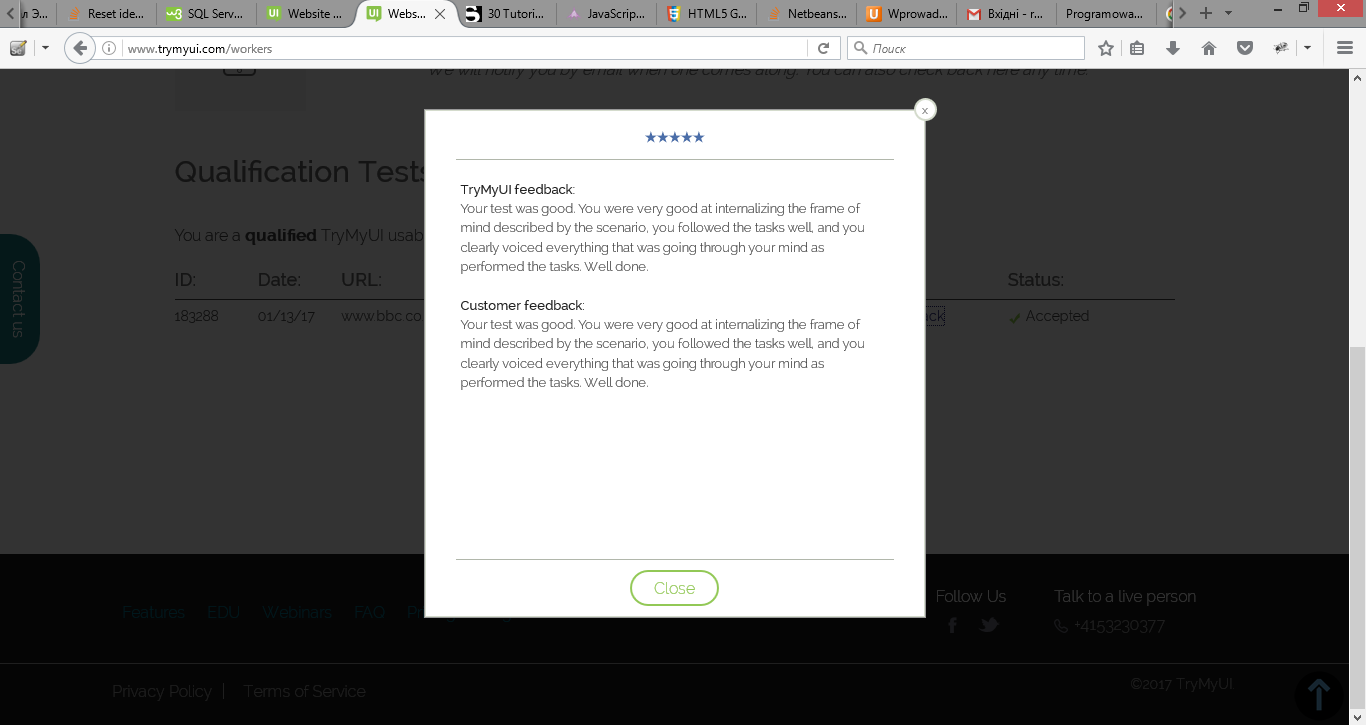 л Э...
Reset ide...
SQL Serv...
Website ...
Webs...
30 Tutori...
JavaScrip...
HTML5 G...
Netbeans...
Wprowad...
Вхідні - r...
Programowa...
www.trymyui.com/workers
Поиск
We will notify you by email when one comes along. You can also check back here any time.
x
★★★★★
Qualification Tests
TryMyUI feedback:
Your test was good. You were very good at internalizing the frame of
mind described by the scenario, you followed the tasks well, and you
clearly voiced everything that was going through your mind as
performed the tasks. Well done.
You are a qualified TryMyUI usab
Contact us
ID: Date: URL: Status:
183288 01/13/17 www.bbc.co. Accepted
Customer feedback:
Your test was good. You were very good at internalizing the frame of
mind described by the scenario, you followed the tasks well, and you
clearly voiced everything that was going through your mind as
performed the tasks. Well done.
Close
Features EDU Webinars FAQ
Follow Us
Talk to a live person
+4153230377
Privacy Policy | Terms of Service
©2017 TryMyUI